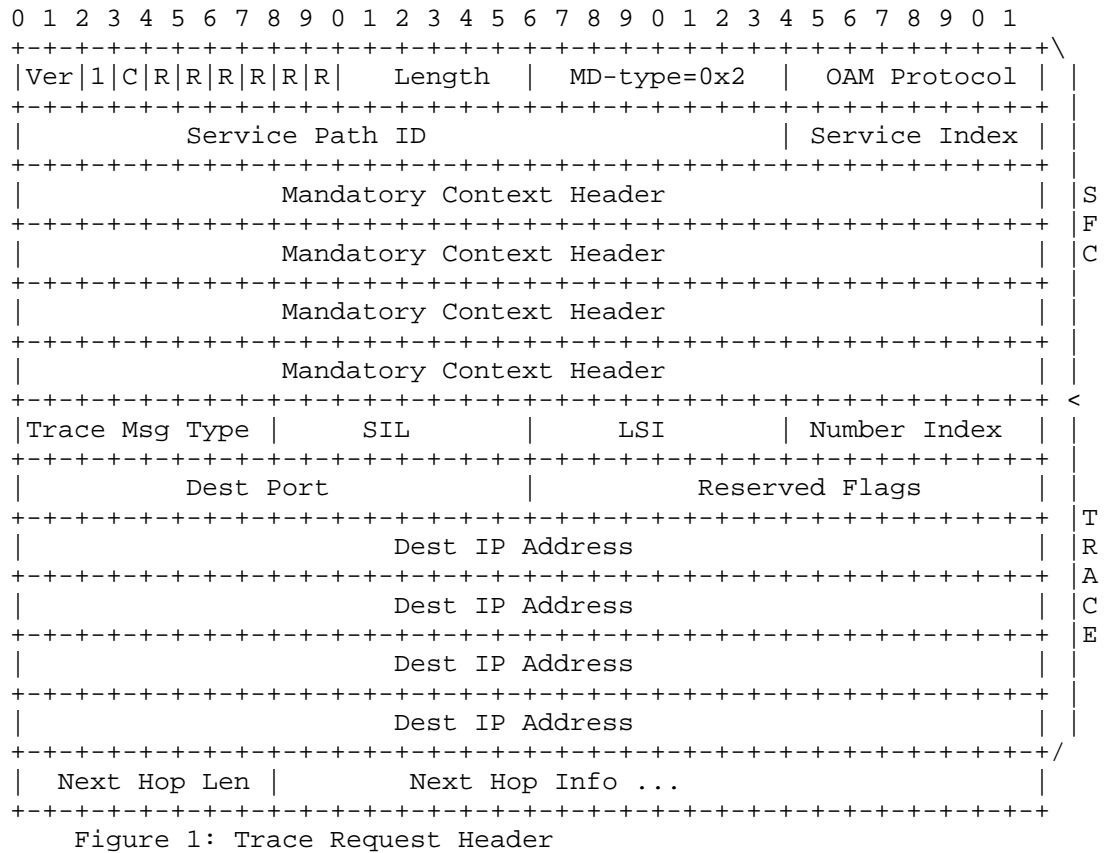 0 1 2 3 4 5 6 7 8 9 0 1 2 3 4 5 6 7 8 9 0 1 2 3 4 5 6 7 8 9 0 1
+-+-+-+-+-+-+-+-+-+-+-+-+-+-+-+-+-+-+-+-+-+-+-+-+-+-+-+-+-+-+-+-+\
|Ver|1|C|R|R|R|R|R|R|   Length  |  MD-type=0x2  |  OAM Protocol | |
+-+-+-+-+-+-+-+-+-+-+-+-+-+-+-+-+-+-+-+-+-+-+-+-+-+-+-+-+-+-+-+-+ |
|          Service Path ID                      | Service Index | |
+-+-+-+-+-+-+-+-+-+-+-+-+-+-+-+-+-+-+-+-+-+-+-+-+-+-+-+-+-+-+-+-+ |
|                Mandatory Context Header                       | |S
+-+-+-+-+-+-+-+-+-+-+-+-+-+-+-+-+-+-+-+-+-+-+-+-+-+-+-+-+-+-+-+-+ |F
|                Mandatory Context Header                       | |C
+-+-+-+-+-+-+-+-+-+-+-+-+-+-+-+-+-+-+-+-+-+-+-+-+-+-+-+-+-+-+-+-+ |
|                Mandatory Context Header                       | |
+-+-+-+-+-+-+-+-+-+-+-+-+-+-+-+-+-+-+-+-+-+-+-+-+-+-+-+-+-+-+-+-+ |
|                Mandatory Context Header                       | |
+-+-+-+-+-+-+-+-+-+-+-+-+-+-+-+-+-+-+-+-+-+-+-+-+-+-+-+-+-+-+-+-+ <
|Trace Msg Type |     SIL       |     LSI       | Number Index  | |
+-+-+-+-+-+-+-+-+-+-+-+-+-+-+-+-+-+-+-+-+-+-+-+-+-+-+-+-+-+-+-+-+ |
|          Dest Port            |          Reserved Flags       | |
+-+-+-+-+-+-+-+-+-+-+-+-+-+-+-+-+-+-+-+-+-+-+-+-+-+-+-+-+-+-+-+-+ |T
|                       Dest IP Address                         | |R
+-+-+-+-+-+-+-+-+-+-+-+-+-+-+-+-+-+-+-+-+-+-+-+-+-+-+-+-+-+-+-+-+ |A
|                       Dest IP Address                         | |C
+-+-+-+-+-+-+-+-+-+-+-+-+-+-+-+-+-+-+-+-+-+-+-+-+-+-+-+-+-+-+-+-+ |E
|                       Dest IP Address                         | |
+-+-+-+-+-+-+-+-+-+-+-+-+-+-+-+-+-+-+-+-+-+-+-+-+-+-+-+-+-+-+-+-+ |
|                       Dest IP Address                         | |
+-+-+-+-+-+-+-+-+-+-+-+-+-+-+-+-+-+-+-+-+-+-+-+-+-+-+-+-+-+-+-+-+/
|  Next Hop Len |        Next Hop Info ...                      |
+-+-+-+-+-+-+-+-+-+-+-+-+-+-+-+-+-+-+-+-+-+-+-+-+-+-+-+-+-+-+-+-+
Figure 1: Trace Request Header